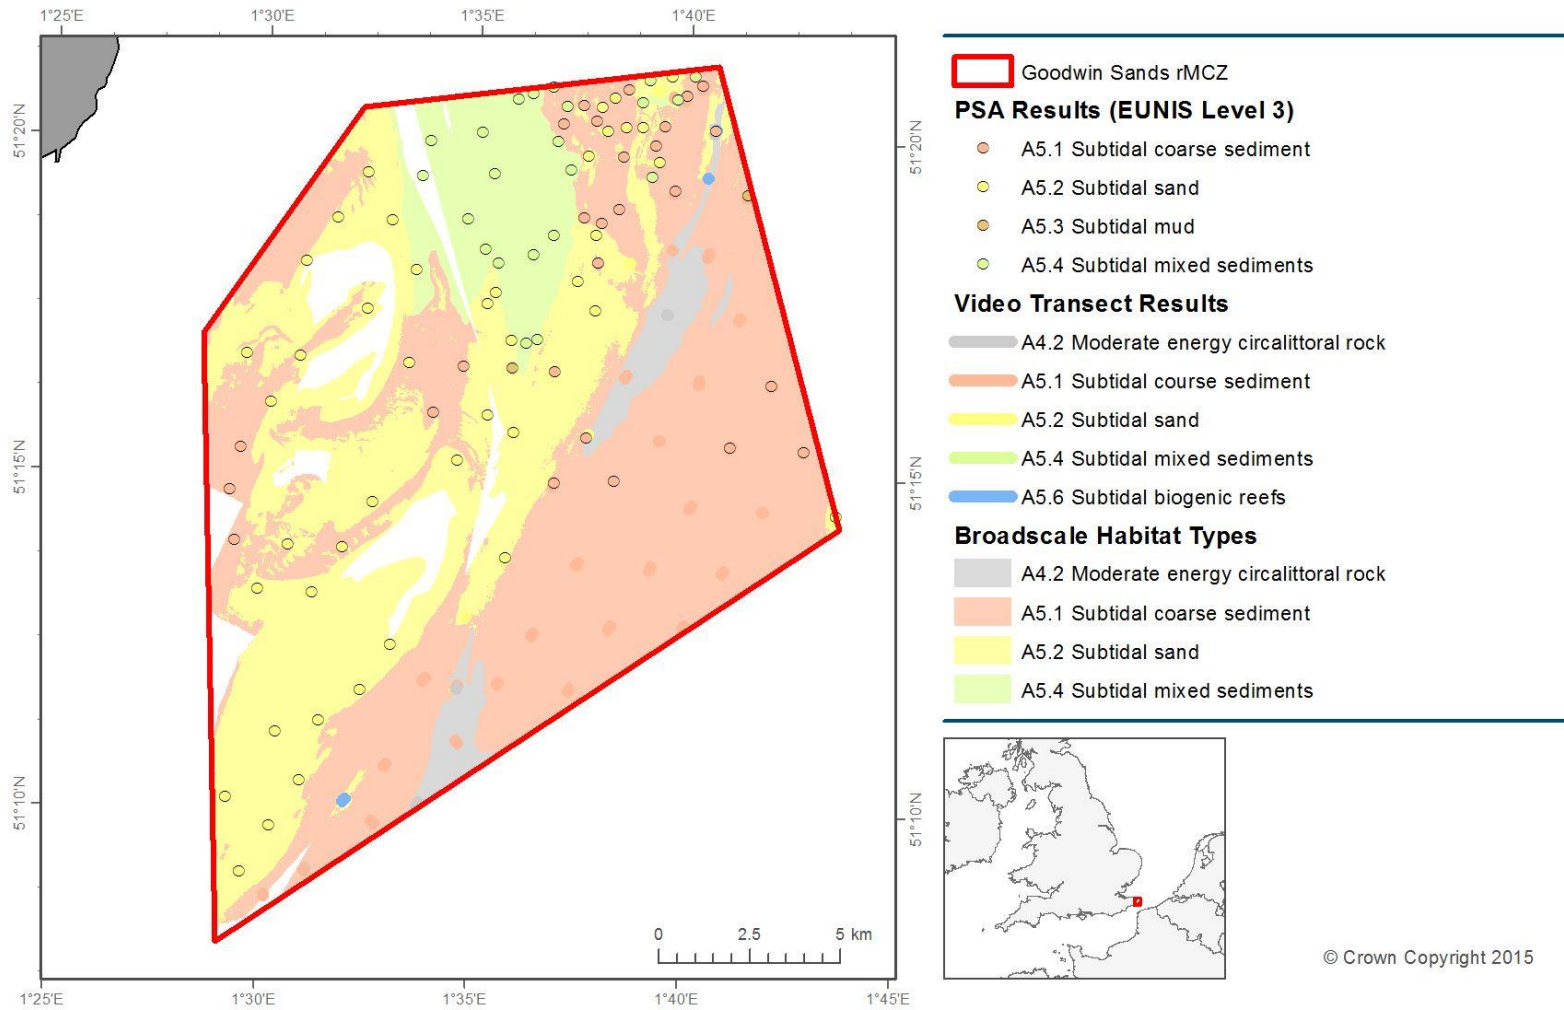 1°25'E
1°30'E
1°35'E
1°40'E
51°20'N
51°15'N
51°10'N
51°20'N
51°15'N
51°10'N
0
2.5
5 km
1°25'E
1°30'E
1°35'E
1°40'E
1°45'E
Goodwin Sands rMCZ
PSA Results (EUNIS Level 3)
A5.1 Subtidal coarse sediment
A5.2 Subtidal sand
A5.3 Subtidal mud
A5.4 Subtidal mixed sediments
Video Transect Results
A4.2 Moderate energy circalittoral rock
A5.1 Subtidal course sediment
A5.2 Subtidal sand
A5.4 Subtidal mixed sediments
A5.6 Subtidal biogenic reefs
Broadscale Habitat Types
A4.2 Moderate energy circalittoral rock
A5.1 Subtidal coarse sediment
A5.2 Subtidal sand
A5.4 Subtidal mixed sediments
© Crown Copyright 2015